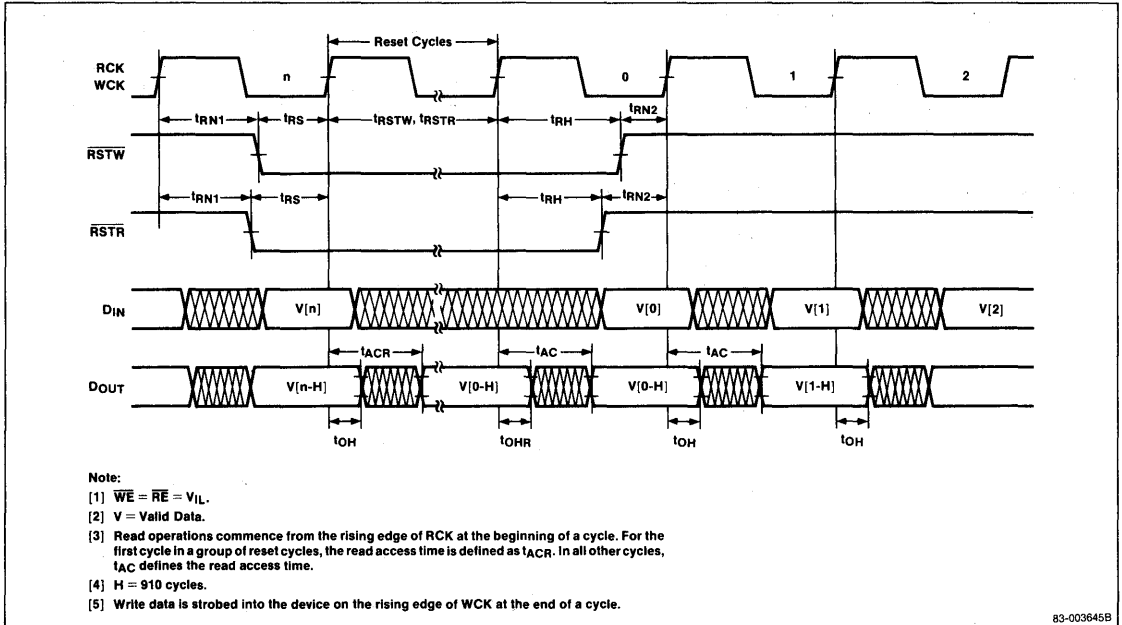 Reset Cycles
RCK
WCK
n
0
1
2
tRN1
tRS
tRSTW, tRSTR
tRH
tRN2
RSTW
tRN1
tRS
tRH
tRN2
RSTR
DIN
V[n]
V[0]
V[1]
V[2]
tACR
tAC
tAC
DOUT
V[n-H]
V[0-H]
V[0-H]
V[1-H]
tOH
tOHR
tOH
tOH
Note:
[1] W̅E̅ = R̅E̅ = VIL.
[2] V = Valid Data.
[3] Read operations commence from the rising edge of RCK at the beginning of a cycle. For the
first cycle in a group of reset cycles, the read access time is defined as tACR. In all other cycles,
tAC defines the read access time.
[4] H = 910 cycles.
[5] Write data is strobed into the device on the rising edge of WCK at the end of a cycle.
83-003645B